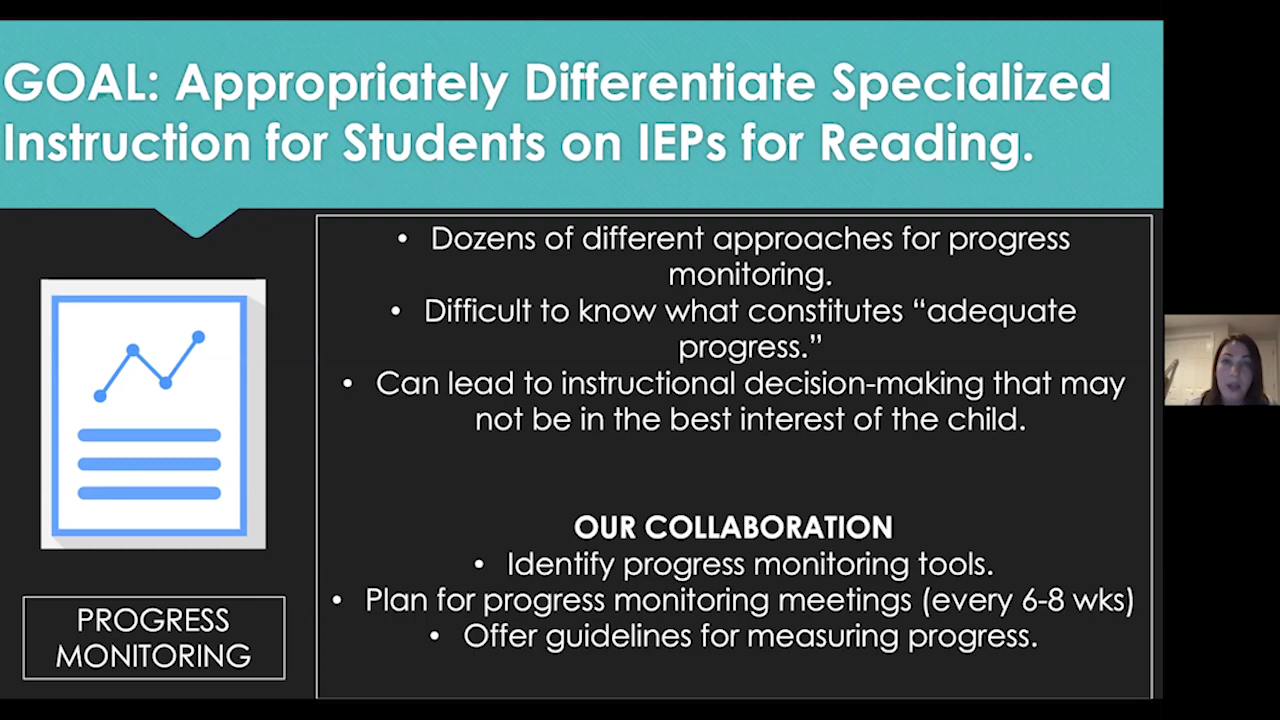 GOAL: Appropriately Differentiate Specialized
Instruction for Students on IEPs for Reading.
• Dozens of different approaches for progress
monitoring.
• Difficult to know what constitutes “adequate
progress.”
• Can lead to instructional decision-making that may
not be in the best interest of the child.
OUR COLLABORATION
• Identify progress monitoring tools.
• Plan for progress monitoring meetings (every 6-8 wks)
• Offer guidelines for measuring progress.
PROGRESS
MONITORING